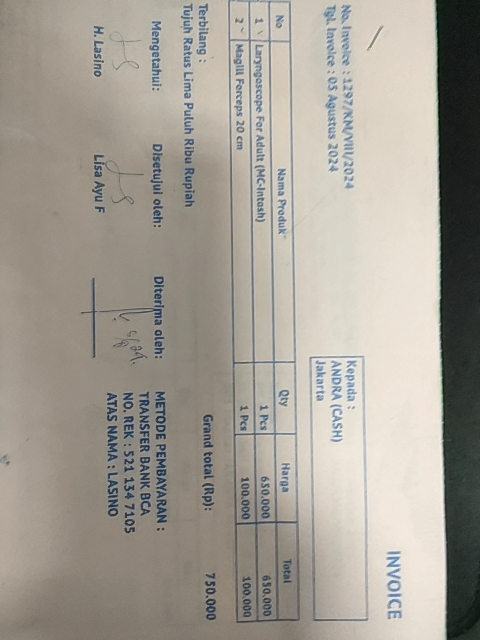 INVOICE
No. Invoice : 1297/KM/VIII/2024
Tgl. Invoice : 05 Agustus 2024
Kepada :
ANDRA (CASH)
Jakarta
No Nama Produk Qty Harga Total
1 Laryngoscope For Adult (MC-Intosh) 1 Pcs 650.000 650.000
2 Magill Forceps 20 cm 1 Pcs 100.000 100.000
Grand total (Rp): 750.000
Terbilang :
Tujuh Ratus Lima Puluh Ribu Rupiah
Mengetahui: Disetujui oleh: Diterima oleh:
H. Lasino Lisa Ayu F
METODE PEMBAYARAN :
TRANSFER BANK BCA
NO. REK : 521 134 7105
ATAS NAMA : LASINO